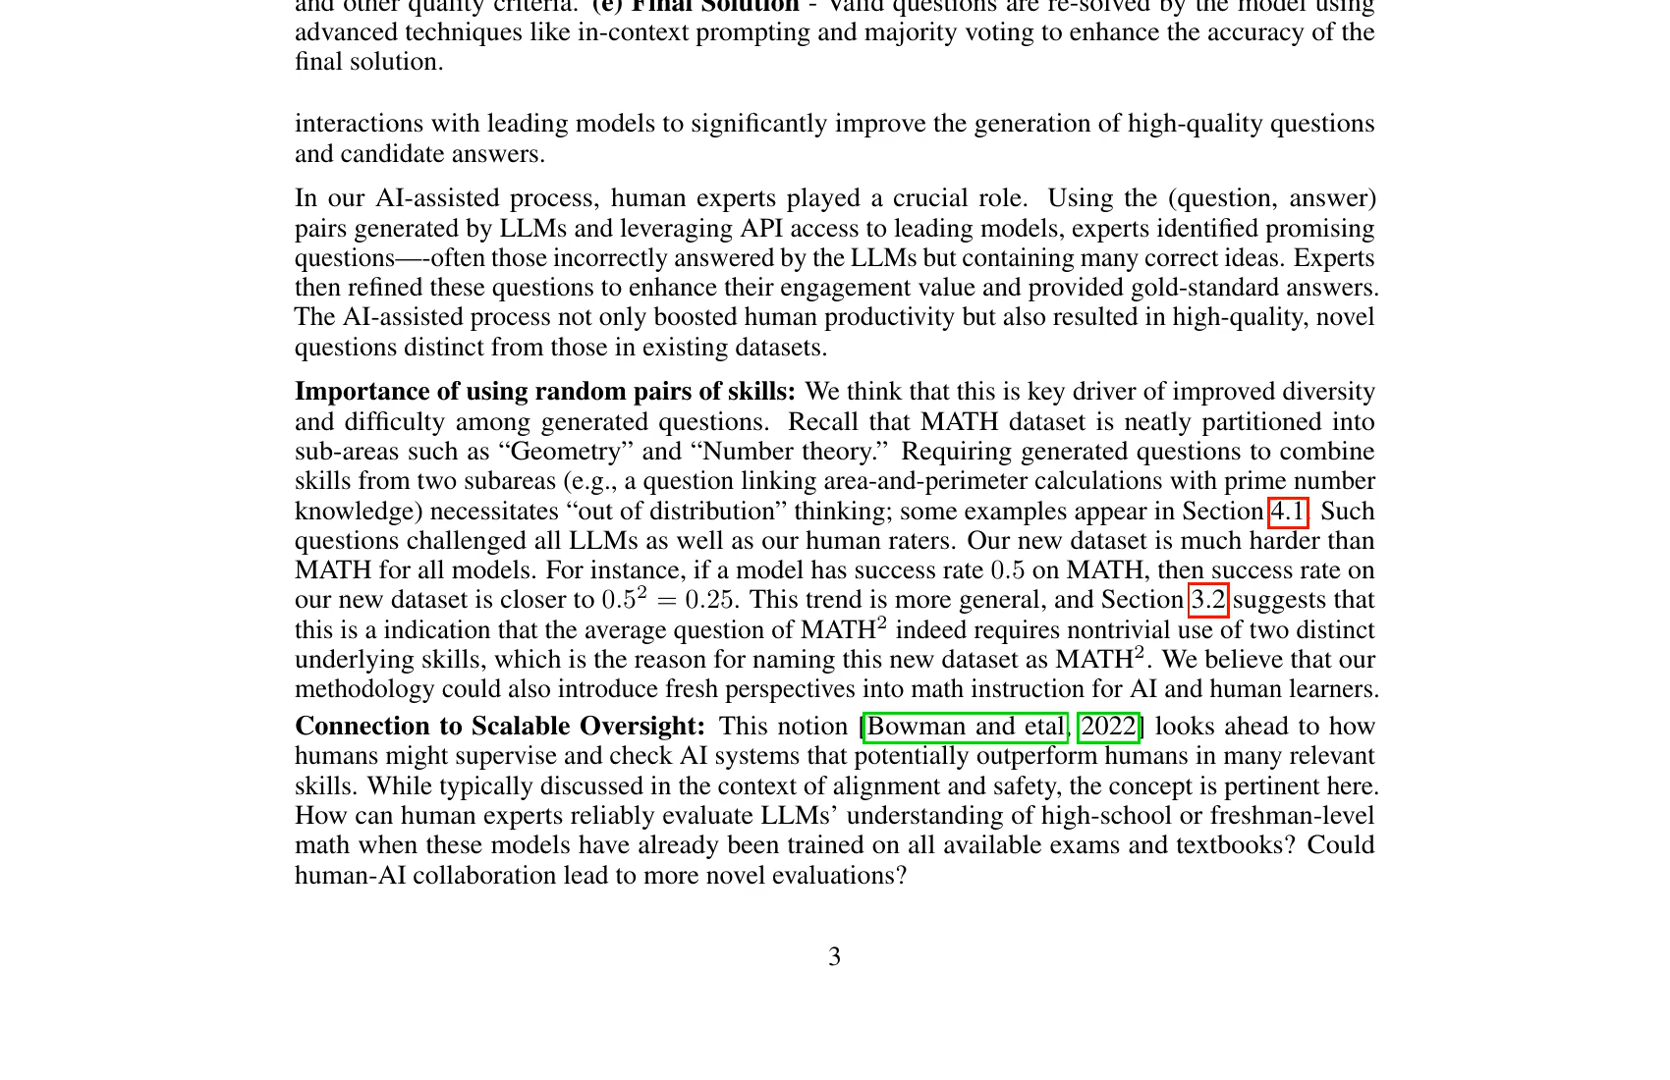 and other quality criteria. (e) Final Solution - Valid questions are re-solved by the model using
advanced techniques like in-context prompting and majority voting to enhance the accuracy of the
final solution.
interactions with leading models to significantly improve the generation of high-quality questions
and candidate answers.
In our AI-assisted process, human experts played a crucial role. Using the (question, answer)
pairs generated by LLMs and leveraging API access to leading models, experts identified promising
questions—-often those incorrectly answered by the LLMs but containing many correct ideas. Experts
then refined these questions to enhance their engagement value and provided gold-standard answers.
The AI-assisted process not only boosted human productivity but also resulted in high-quality, novel
questions distinct from those in existing datasets.
Importance of using random pairs of skills: We think that this is key driver of improved diversity
and difficulty among generated questions. Recall that MATH dataset is neatly partitioned into
sub-areas such as “Geometry” and “Number theory.” Requiring generated questions to combine
skills from two subareas (e.g., a question linking area-and-perimeter calculations with prime number
knowledge) necessitates “out of distribution” thinking; some examples appear in Section 4.1. Such
questions challenged all LLMs as well as our human raters. Our new dataset is much harder than
MATH for all models. For instance, if a model has success rate 0.5 on MATH, then success rate on
our new dataset is closer to 0.5² = 0.25. This trend is more general, and Section 3.2 suggests that
this is a indication that the average question of MATH² indeed requires nontrivial use of two distinct
underlying skills, which is the reason for naming this new dataset as MATH². We believe that our
methodology could also introduce fresh perspectives into math instruction for AI and human learners.
Connection to Scalable Oversight: This notion [Bowman and etal, 2022] looks ahead to how
humans might supervise and check AI systems that potentially outperform humans in many relevant
skills. While typically discussed in the context of alignment and safety, the concept is pertinent here.
How can human experts reliably evaluate LLMs’ understanding of high-school or freshman-level
math when these models have already been trained on all available exams and textbooks? Could
human-AI collaboration lead to more novel evaluations?
3